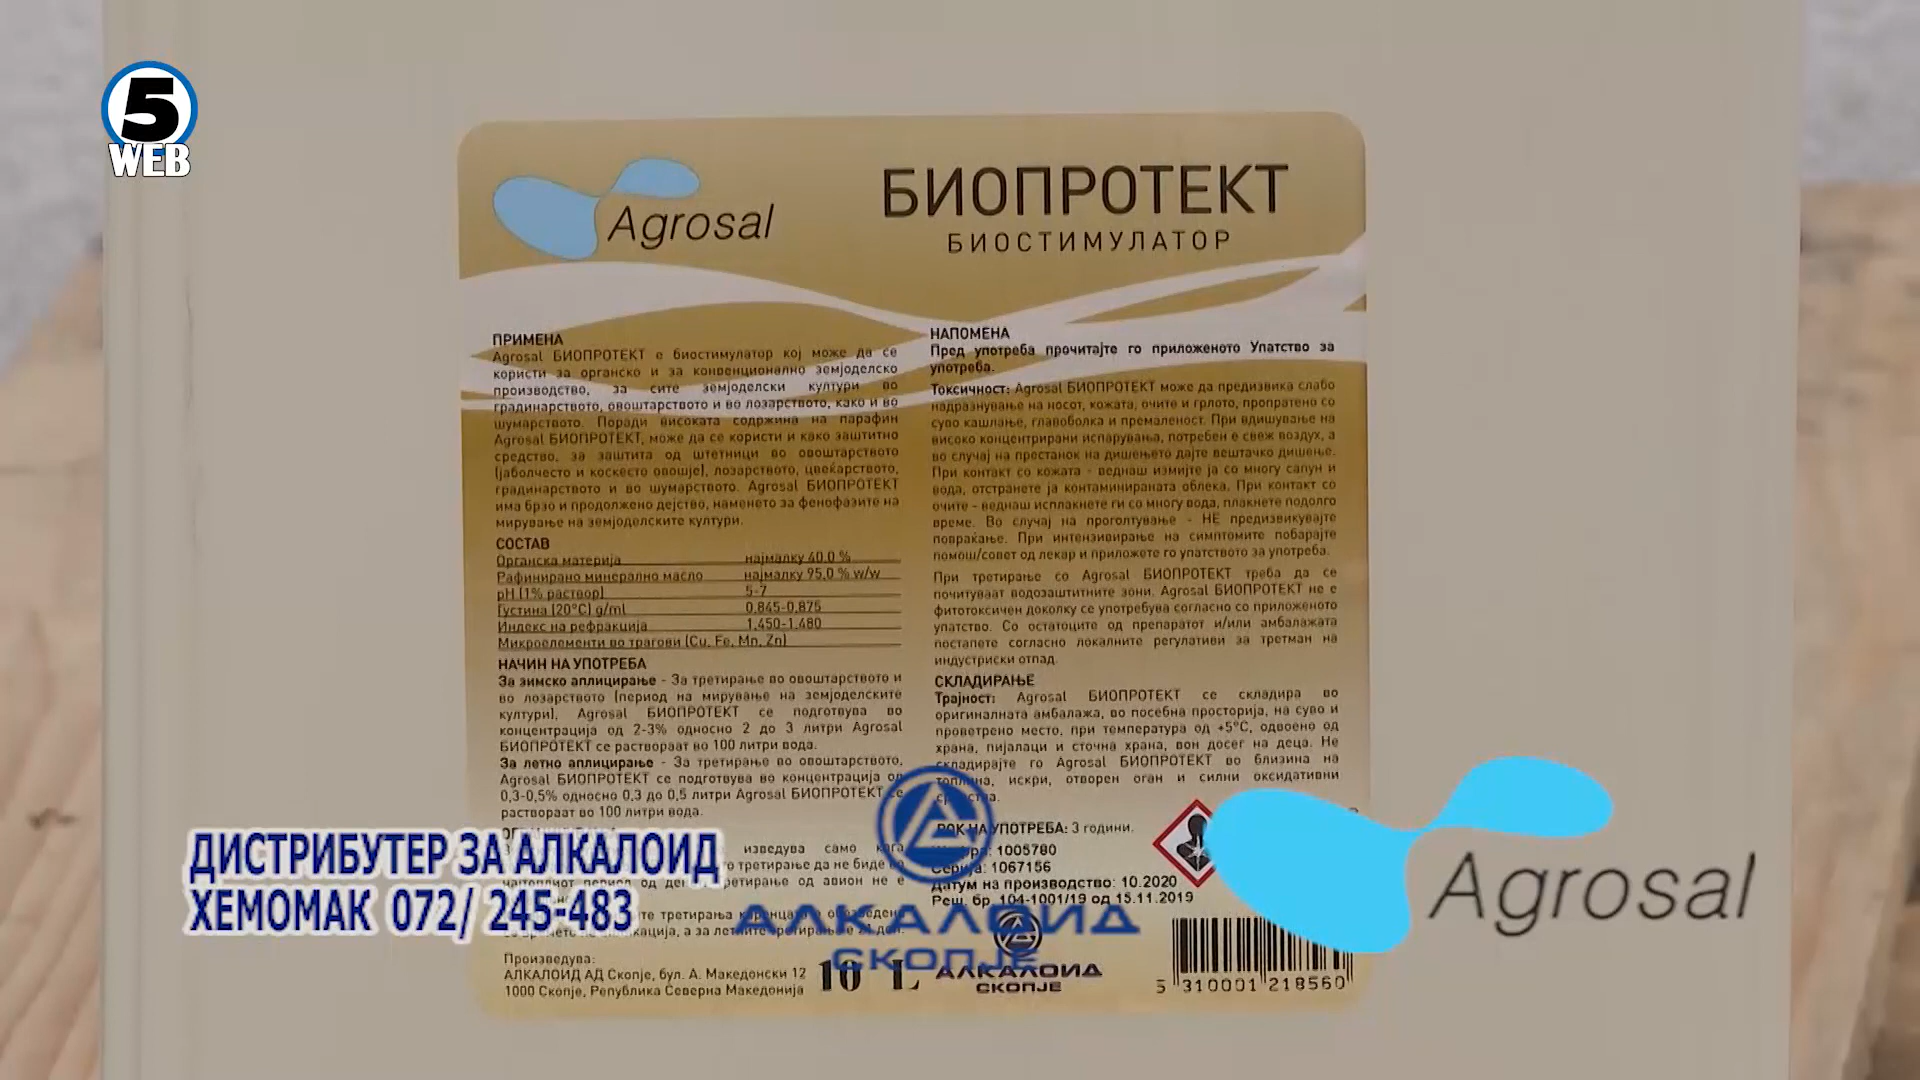 5
WEB
Agrosal
БИОПРОТЕКТ
БИОСТИМУЛАТОР
ПРИМЕНА
Agrosal БИОПРОТЕКТ е биостимулатор кој може да се
користи за органско и за конвенционално земјоделско
производство, за сите земјоделски култури во
градинарството, овоштарството и во лозарството, како и во
шумарството. Поради високата содржина на парафин
Agrosal БИОПРОТЕКТ, може да се користи и како заштитно
средство, за заштита од штетници во овоштарството
(јаболчесто и коскесто овошје), лозарството, цвеќарството,
градинарството и во шумарството. Agrosal БИОПРОТЕКТ
има брзо и продолжено дејство, наменето за фенофазите на
мирување на земјоделските култури.
СОСТАВ
Органска материја најмалку 40.0 %
Рафинирано минерално масло најмалку 95.0 % w/w
pH (1% раствор) 5-7
Густина (20°C) g/ml 0.845-0.875
Индекс на рефракција 1.450-1.480
Микроелементи во трагови (Cu, Fe, Mn, Zn)
НАЧИН НА УПОТРЕБА
За зимско аплицирање - За третирање во овоштарството и
во лозарството (период на мирување на земјоделските
култури), Agrosal БИОПРОТЕКТ се подготвува во
концентрација од 2-3% односно 2 до 3 литри Agrosal
БИОПРОТЕКТ се раствораат во 100 литри вода.
За летно аплицирање - За третирање во овоштарството,
Agrosal БИОПРОТЕКТ се подготвува во концентрација од
0,3-0,5% односно 0.3 до 0.5 литри Agrosal БИОПРОТЕКТ се
раствораат во 100 литри вода.
изведува само кога
третирање да не биде во
период од ден авион не е
третирања каренцата е обезбедена
а за летните третирања е 21 ден.
Произведува:
АЛКАЛОИД АД Скопје, бул. А. Македонски 12
1000 Скопје, Република Северна Македонија
10 L
НАПОМЕНА
Пред употреба прочитајте го приложеното Упатство за
употреба.
Токсичност: Agrosal БИОПРОТЕКТ може да предизвика слабо
надразнување на носот, кожата, очите и грлото, пропратено со
суво кашлање, главоболка и премаленост. При вдишување на
високо концентрирани испарувања, потребен е свеж воздух, а
во случај на престанок на дишењето дајте вештачко дишење.
При контакт со кожата - веднаш измијте ја со многу сапун и
вода, отстранете ја контаминираната облека. При контакт со
очите - веднаш исплакнете ги со многу вода, плакнете подолго
време. Во случај на проголтување - НЕ предизвикувајте
повраќање. При интензивирање на симптомите побарајте
помош/совет од лекар и приложете го упатството за употреба.
При третирање со Agrosal БИОПРОТЕКТ треба да се
почитуваат водозаштитните зони. Agrosal БИОПРОТЕКТ не е
фитотоксичен доколку се употребува согласно со приложеното
упатство. Со остатоците од препаратот и/или амбалажата
постапете согласно локалните регулативи за третман на
индустриски отпад.
СКЛАДИРАЊЕ
Трајност: Agrosal БИОПРОТЕКТ се складира во
оригиналната амбалажа, во посебна просторија, на суво и
проветрено место, при температура од +5°C, одвоено од
храна, пијалаци и сточна храна, вон досег на деца. Не
складирајте го Agrosal БИОПРОТЕКТ во близина на
топлина, искри, отворен оган и силни оксидативни
средства.
РОК НА УПОТРЕБА: 3 години.
Шифра: 1005780
Серија: 1067156
Датум на производство: 10.2020
Реш. бр. 104-1001/19 од 15.11.2019
АЛКАЛОИД
СКОПЈЕ
5 310001 218560
ДИСТРИБУТЕР ЗА АЛКАЛОИД
ХЕМОМАК 072/ 245-483
АЛКАЛОИД
СКОПЈЕ
Agrosal